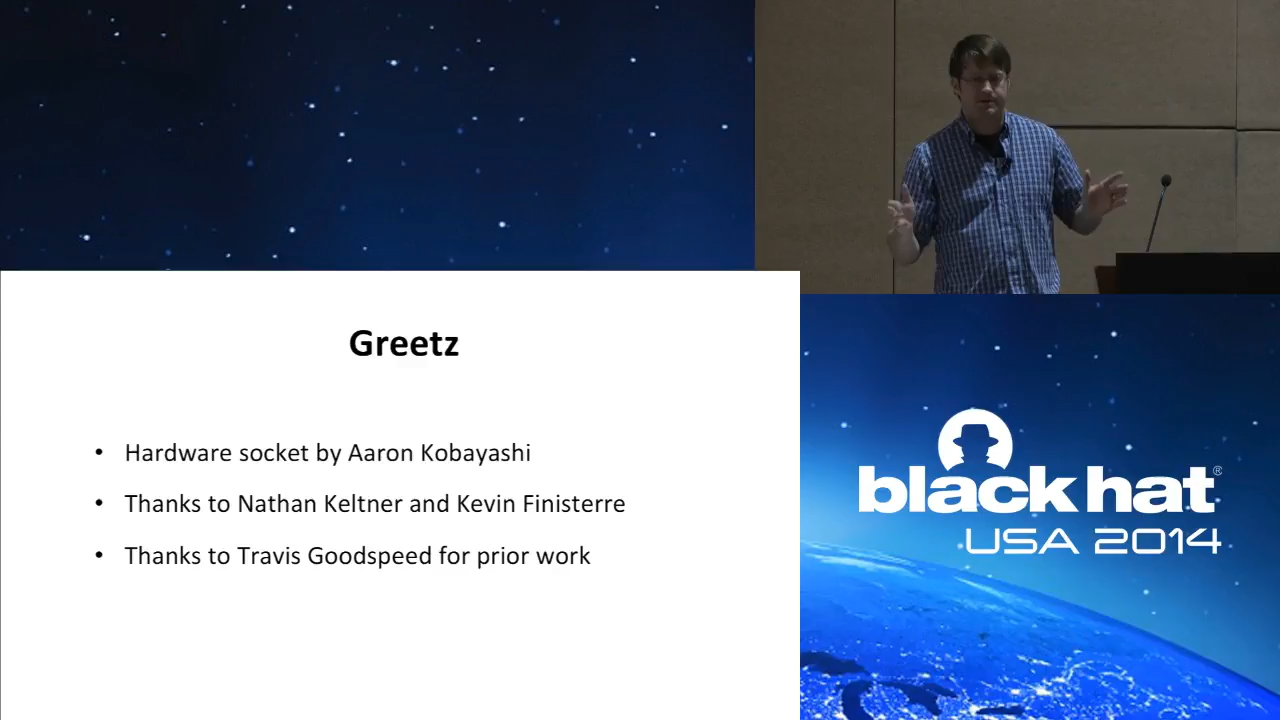 Greetz
• Hardware socket by Aaron Kobayashi
• Thanks to Nathan Keltner and Kevin Finisterre
• Thanks to Travis Goodspeed for prior work
black hat®
USA 2014